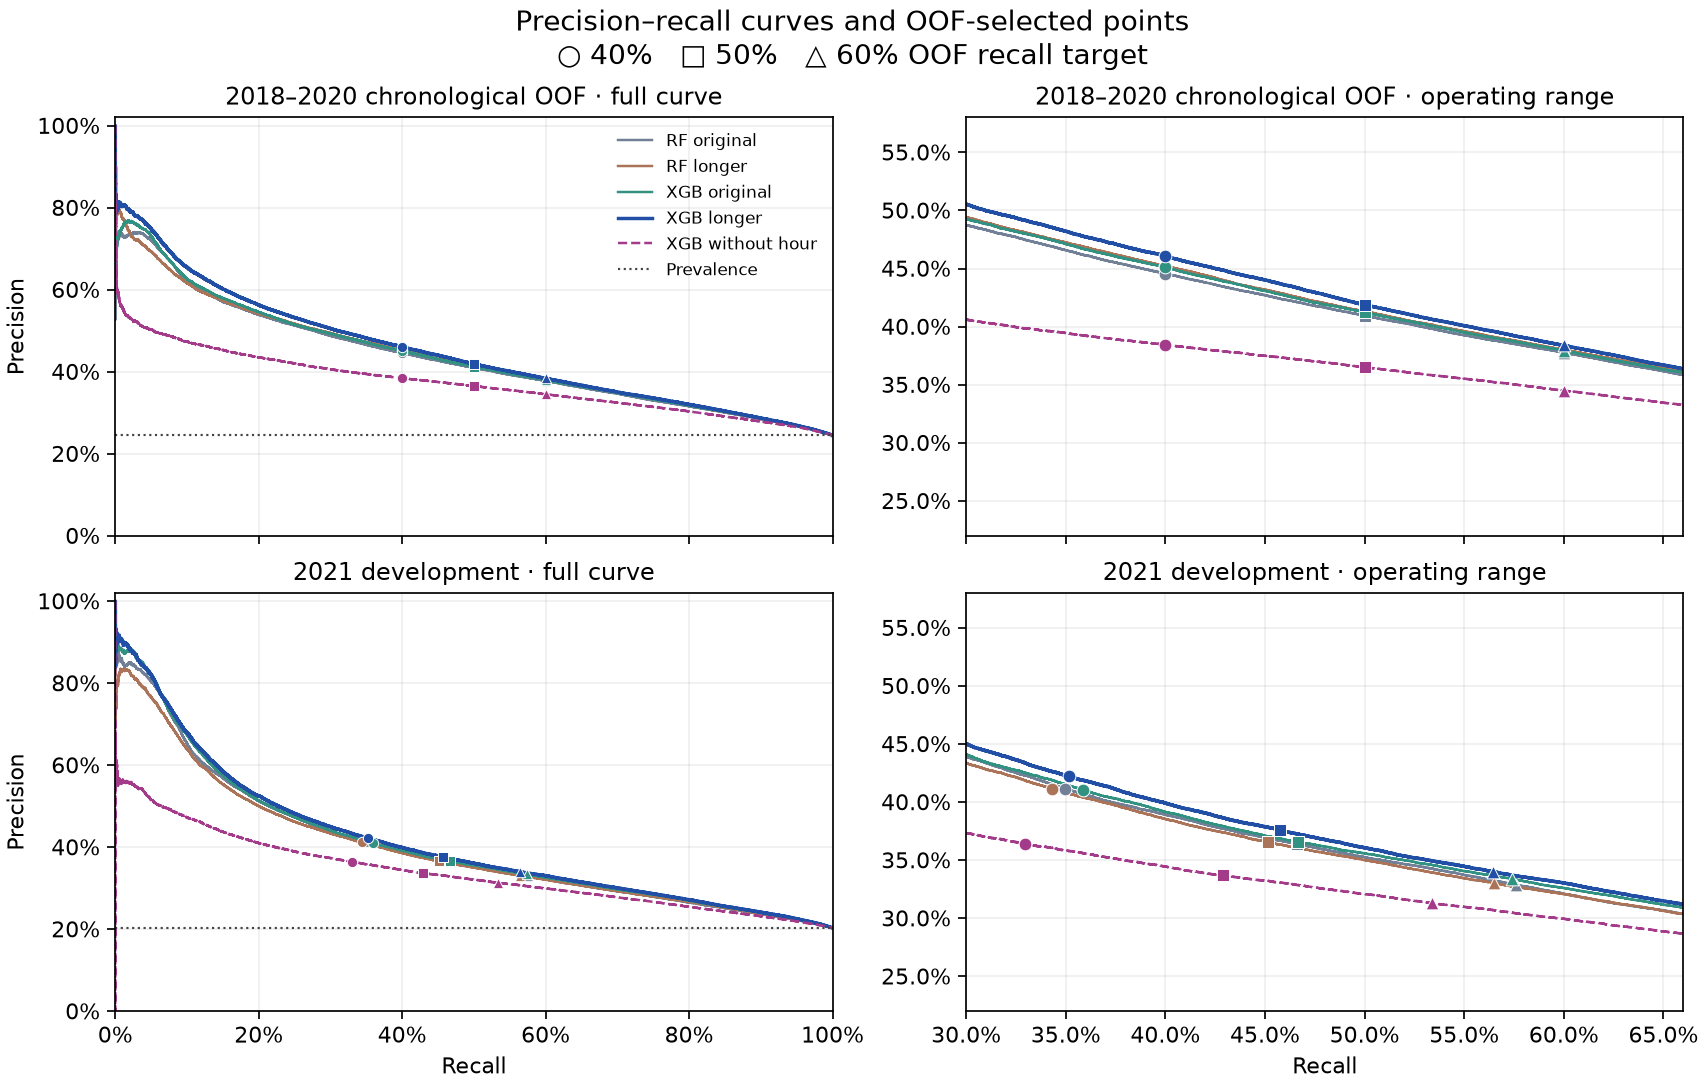 Precision–recall curves and OOF-selected points
○ 40% □ 50% △ 60% OOF recall target
2018–2020 chronological OOF · full curve
100%
80%
60%
40%
20%
0%
Precision
RF original
RF longer
XGB original
XGB longer
XGB without hour
Prevalence
2018–2020 chronological OOF · operating range
55.0%
50.0%
45.0%
40.0%
35.0%
30.0%
25.0%
2021 development · full curve
100%
80%
60%
40%
20%
0%
Precision
0% 20% 40% 60% 80% 100%
Recall
2021 development · operating range
55.0%
50.0%
45.0%
40.0%
35.0%
30.0%
25.0%
30.0% 35.0% 40.0% 45.0% 50.0% 55.0% 60.0% 65.0%
Recall